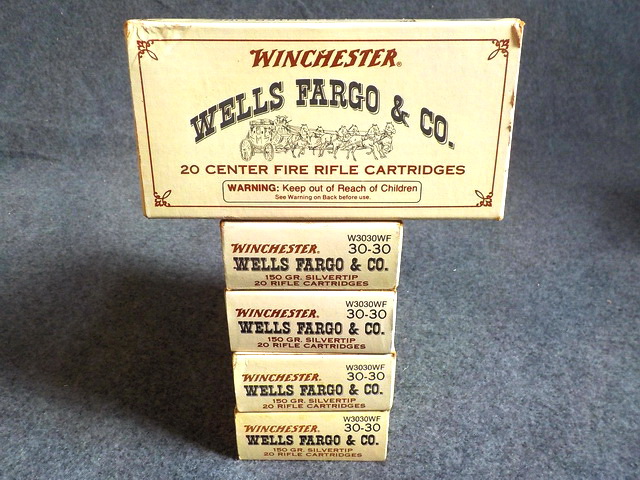 WINCHESTER®
WELLS FARGO & CO.
20 CENTER FIRE RIFLE CARTRIDGES
WARNING: Keep out of Reach of Children
See Warning on Back before use.
W3030WF
WINCHESTER. 30-30
WELLS FARGO & CO.
150 GR. SILVERTIP
20 RIFLE CARTRIDGES
W3030WF
WINCHESTER. 30-30
WELLS FARGO & CO.
150 GR. SILVERTIP
20 RIFLE CARTRIDGES
W3030WF
WINCHESTER. 30-30
WELLS FARGO & CO.
150 GR. SILVERTIP
20 RIFLE CARTRIDGES
W3030WF
WINCHESTER. 30-30
WELLS FARGO & CO.
150 GR. SILVERTIP
20 RIFLE CARTRIDGES